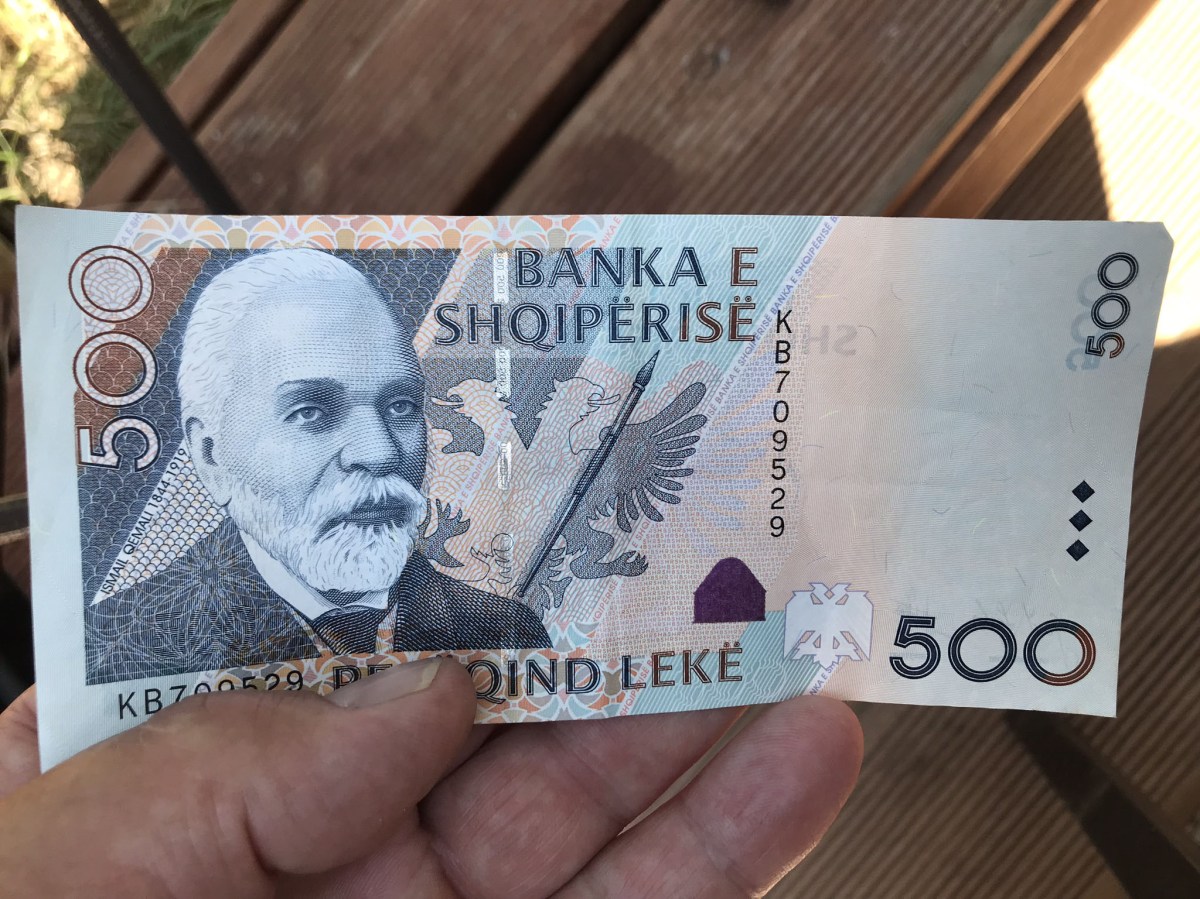 500
BANKA E
SHQIPËRISË
500
ISMAIL QEMALI 1844-1919
KB709529
500
KB709529 QIND LEKË